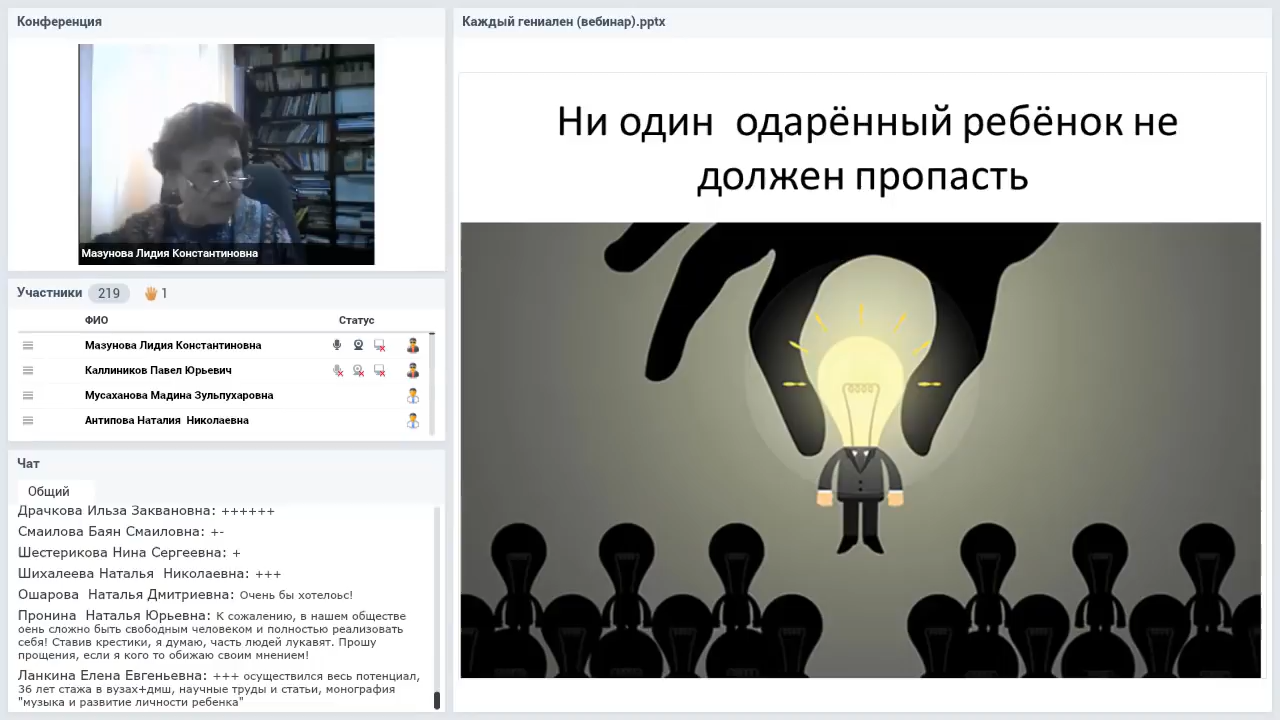 Конференция
Мазунова Лидия Константиновна
Участники 219 1
ФИО Статус
Мазунова Лидия Константиновна
Каллиников Павел Юрьевич
Мусаханова Мадина Зульпухаровна
Антипова Наталия Николаевна
Чат
Общий
Драчкова Ильза Заквановна: ++++++
Смаилова Баян Смаиловна: +-
Шестерикова Нина Сергеевна: +
Шихалеева Наталья Николаевна: +++
Ошарова Наталья Дмитриевна: Очень бы хотелоьс!
Пронина Наталья Юрьевна: К сожалению, в нашем обществе
оень сложно быть свободным человеком и полностью реализовать
себя! Ставив крестики, я думаю, часть людей лукавят. Прошу
прощения, если я кого то обижаю своим мнением!
Ланкина Елена Евгеньевна: +++ осуществился весь потенциал,
36 лет стажа в вузах+дмш, научные труды и статьи, монография
"музыка и развитие личности ребенка"
Каждый гениален (вебинар).pptx
Ни один одарённый ребёнок не
должен пропасть